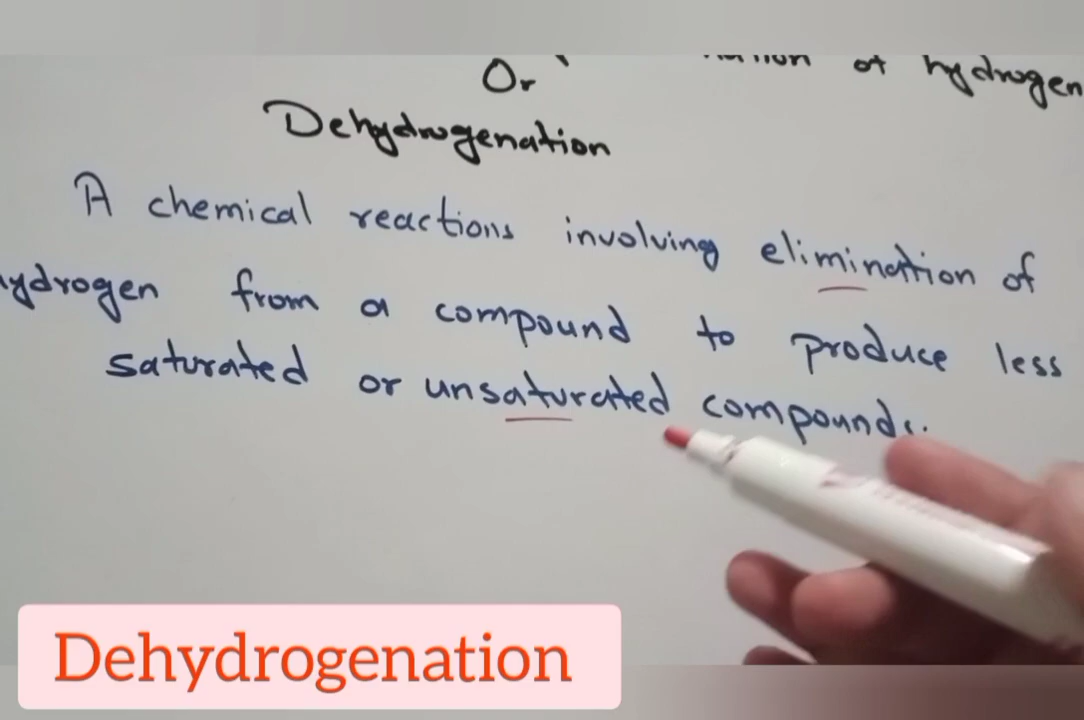 of hydrogen
Or
Dehydrogenation
A chemical reactions involving elimination of
ydrogen from a compound to produce less
saturated or unsaturated compounds.
Dehydrogenation